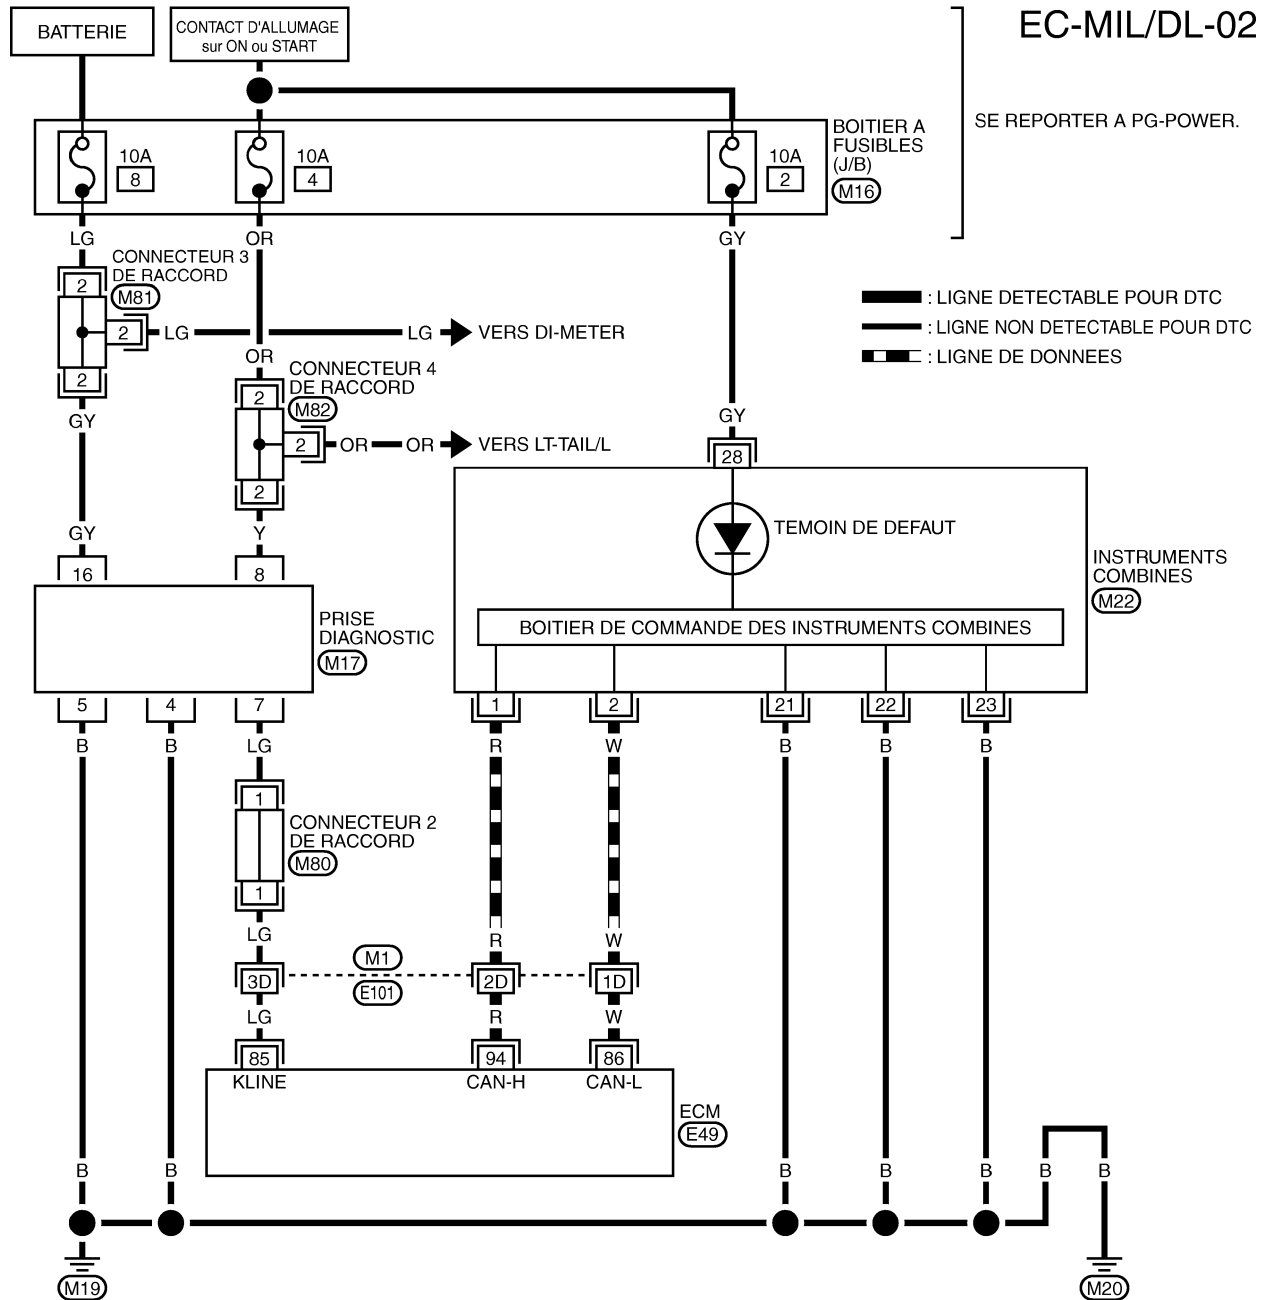 EC-MIL/DL-02
BATTERIE
CONTACT D'ALLUMAGE
sur ON ou START
SE REPORTER A PG-POWER.
10A
8
10A
4
10A
2
BOITIER A
FUSIBLES
(J/B)
M16
LG
OR
GY
CONNECTEUR 3
DE RACCORD
M81
2
2
LG
LG
VERS DI-METER
2
: LIGNE DETECTABLE POUR DTC
: LIGNE NON DETECTABLE POUR DTC
: LIGNE DE DONNEES
OR
CONNECTEUR 4
DE RACCORD
M82
2
2
OR
OR
VERS LT-TAIL/L
2
GY
GY
28
GY
Y
16
8
TEMOIN DE DEFAUT
INSTRUMENTS
COMBINES
M22
BOITIER DE COMMANDE DES INSTRUMENTS COMBINES
PRISE
DIAGNOSTIC
M17
5
4
7
1
2
21
22
23
B
B
LG
R
W
B
B
B
1
CONNECTEUR 2
DE RACCORD
M80
1
LG
R
W
M1
E101
3D
2D
1D
LG
R
W
85
94
86
KLINE
CAN-H
CAN-L
ECM
E49
B
B
B
B
B
B
B
M19
M20